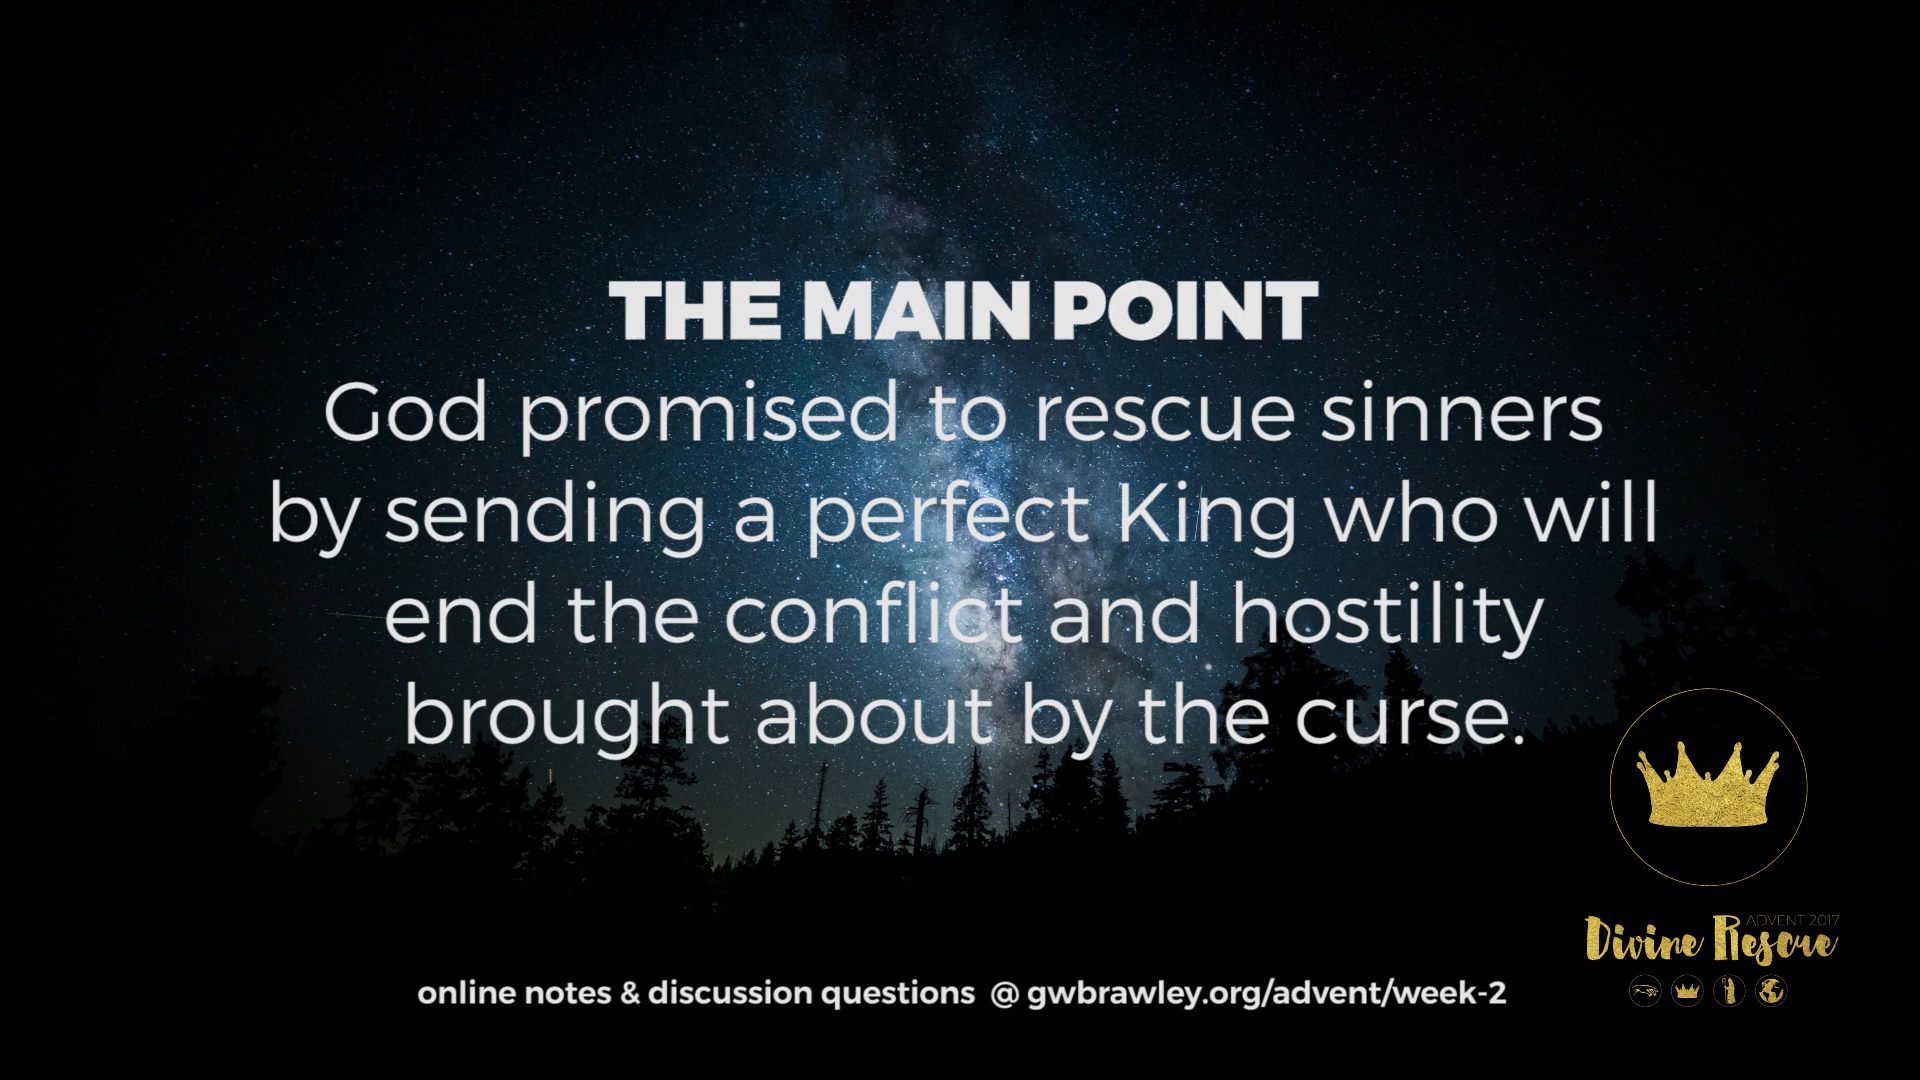 THE MAIN POINT
God promised to rescue sinners
by sending a perfect King who will
end the conflict and hostility
brought about by the curse.
ADVENT 2017
Divine Rescue
online notes & discussion questions @ gwbrawley.org/advent/week-2